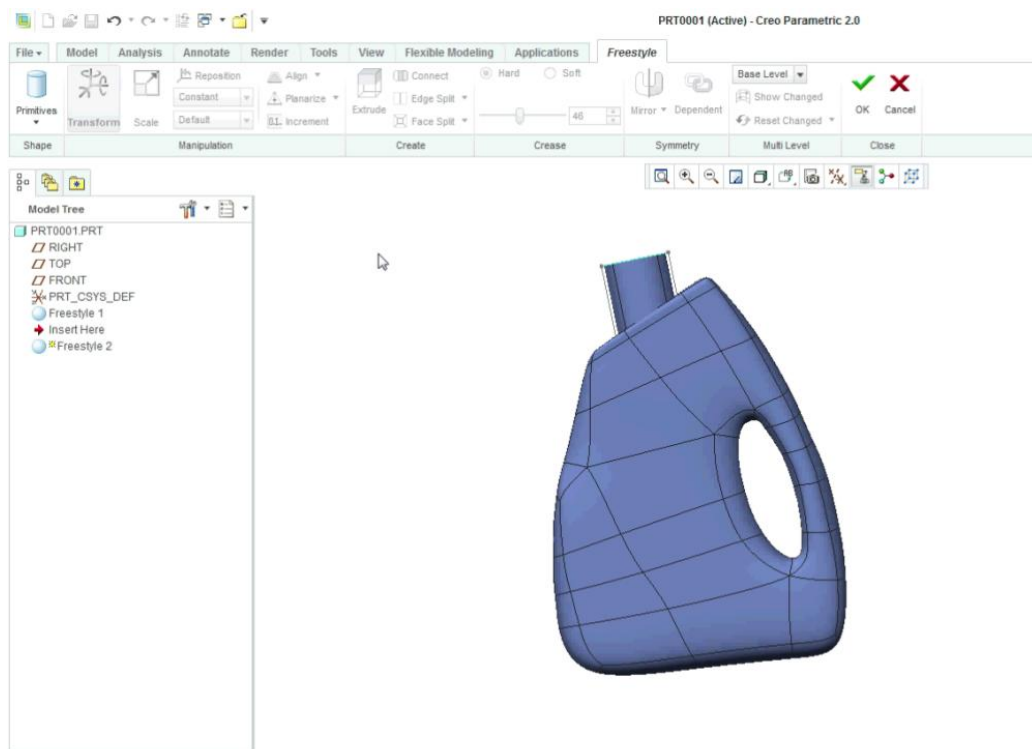 PRT0001 (Active) - Creo Parametric 2.0
File Model Analysis Annotate Render Tools View Flexible Modeling Applications Freestyle
Primitives
Transform
Scale
Reposition
Constant
Default
Align
Planarize
0.1. Increment
Extrude
Connect
Edge Split
Face Split
Hard Soft
46
Mirror
Dependent
Base Level
Show Changed
Reset Changed
OK
Cancel
Shape Manipulation Create Crease Symmetry Multi Level Close
Model Tree
PRT0001.PRT
RIGHT
TOP
FRONT
PRT_CSYS_DEF
Freestyle 1
Insert Here
Freestyle 2